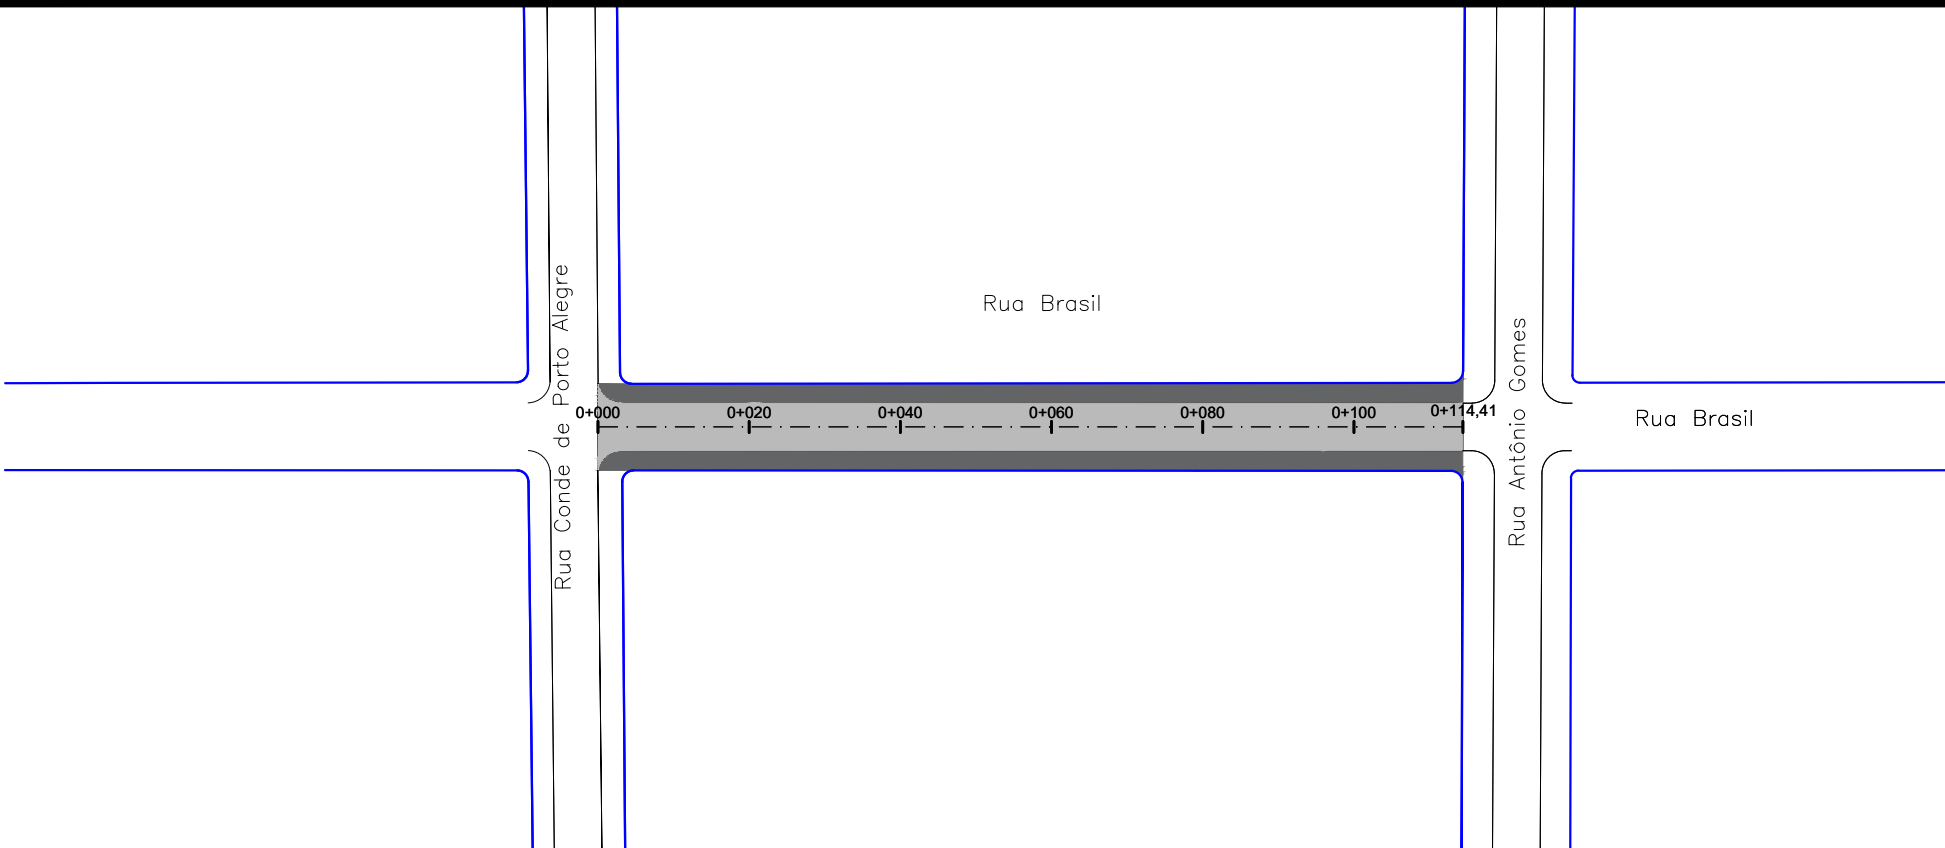 Rua Conde de Porto Alegre
Rua Brasil
0+000
0+020
0+040
0+060
0+080
0+100
0+114,41
Rua Antônio Gomes
Rua Brasil